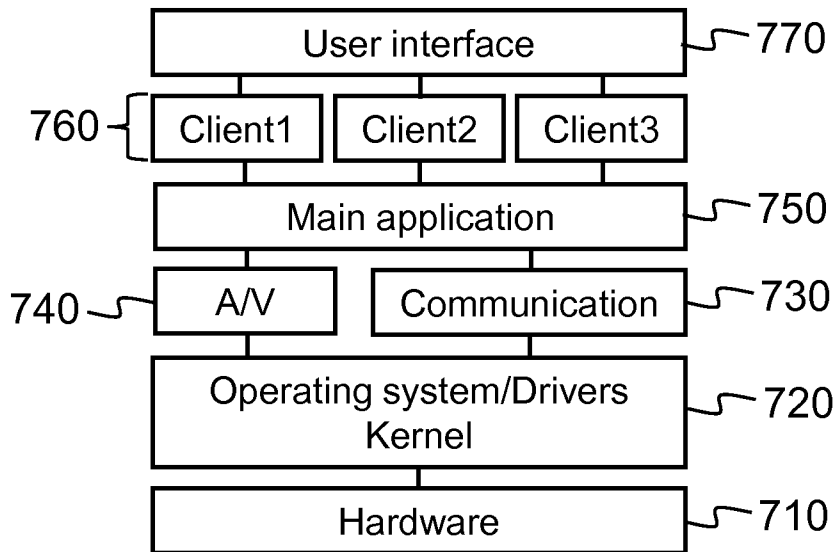 User interface
770
760
Client1
Client2
Client3
Main application
750
740
A/V
Communication
730
Operating system/Drivers
Kernel
720
Hardware
710